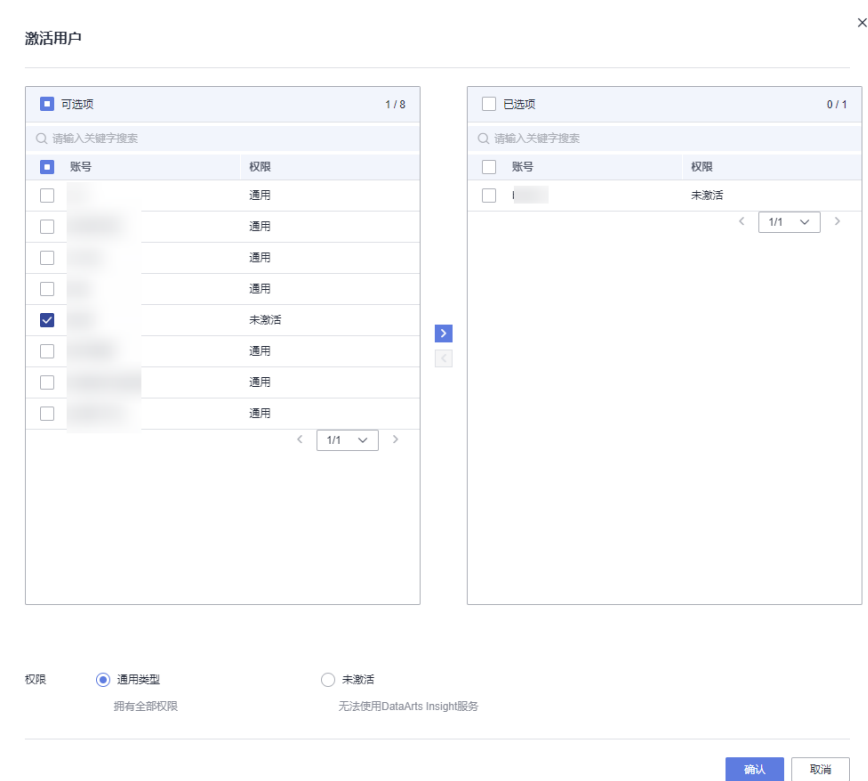 激活用户
可选项 1 / 8
请输入关键字搜索
账号 权限
通用
通用
通用
通用
未激活
通用
通用
通用
1/1
已选项 0 / 1
请输入关键字搜索
账号 权限
未激活
1/1
权限 通用类型 未激活
拥有全部权限 无法使用DataArts Insight服务
确认 取消